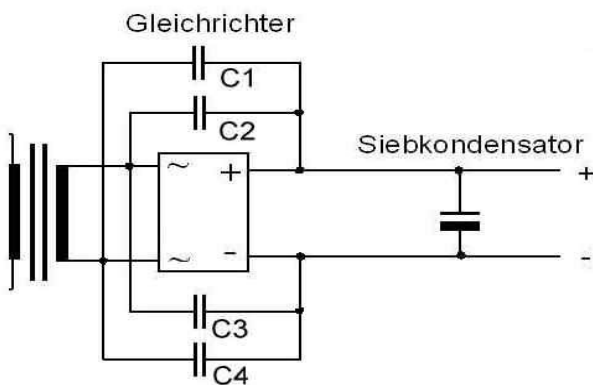 Gleichrichter
C1
C2
Siebkondensator
~ +
+
~ -
-
C3
C4